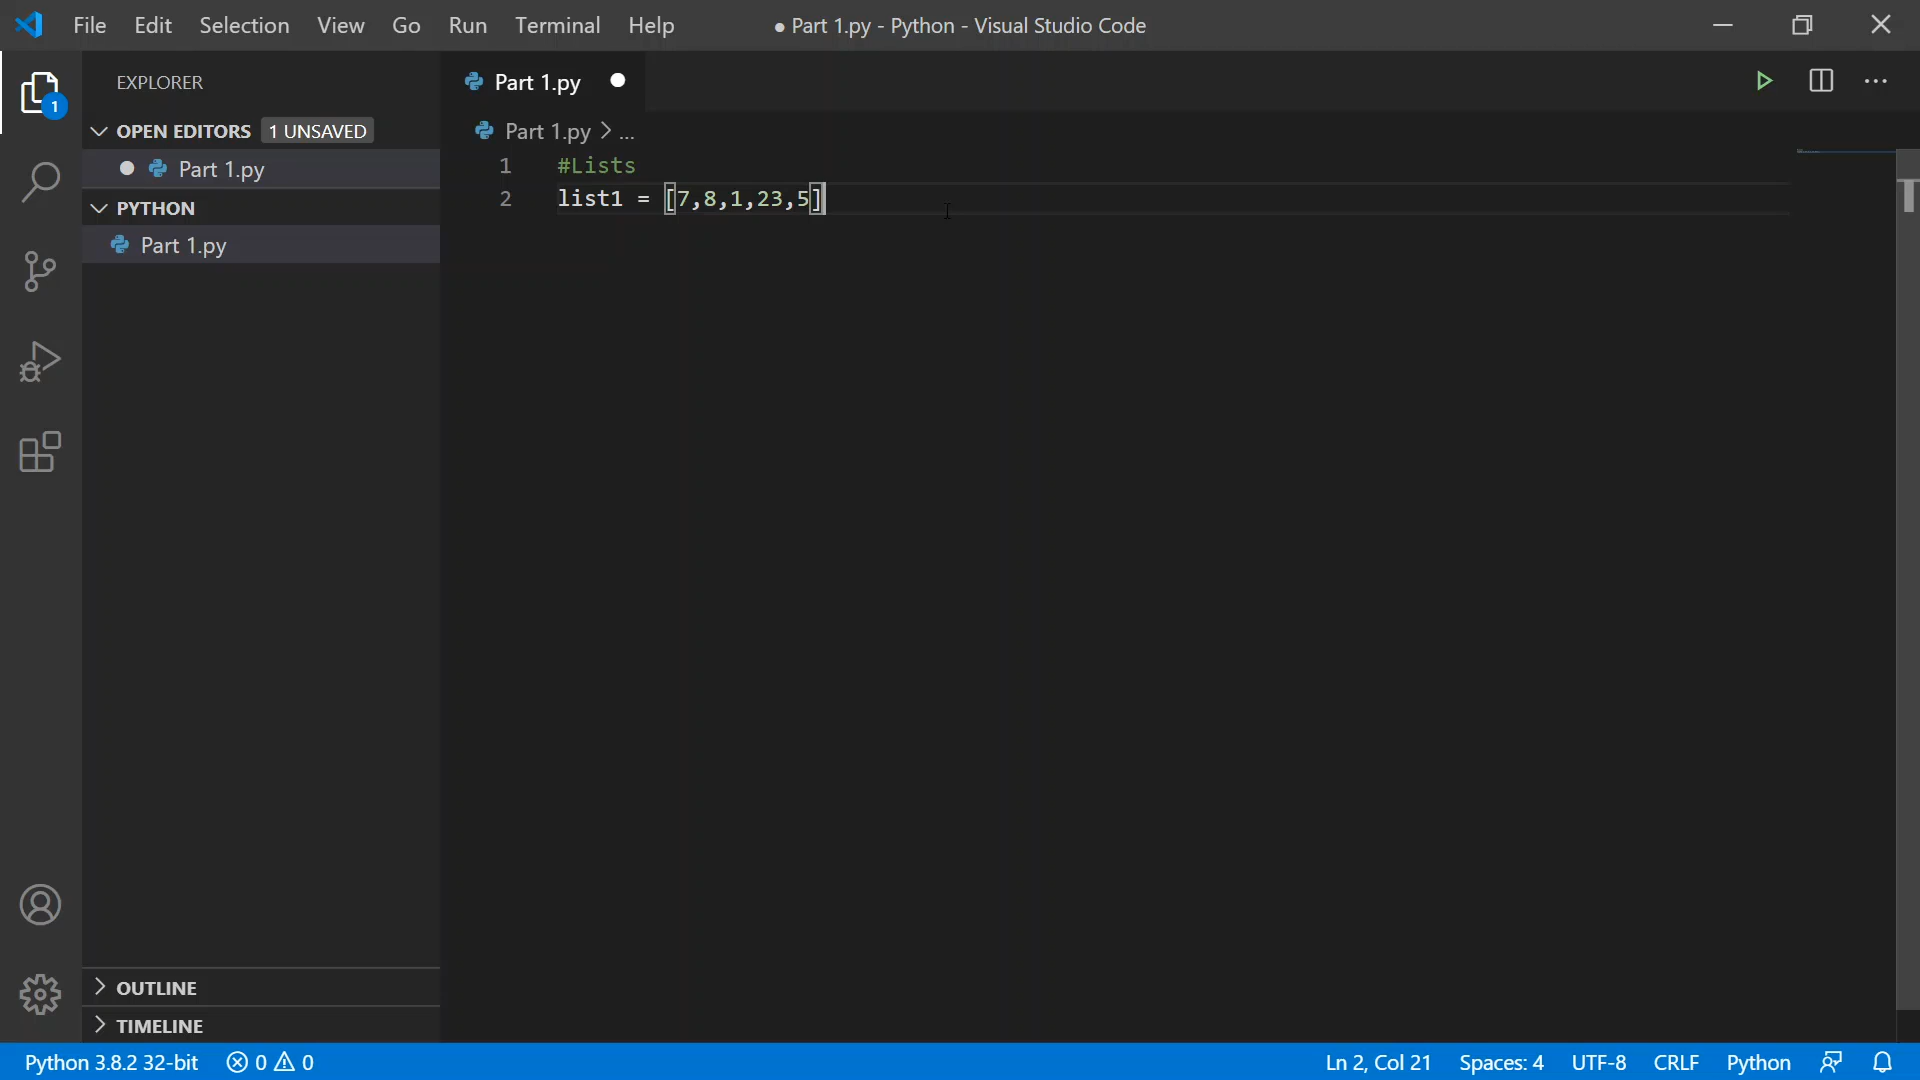 File Edit Selection View Go Run Terminal Help ● Part 1.py - Python - Visual Studio Code
EXPLORER
1
OPEN EDITORS 1 UNSAVED
Part 1.py
PYTHON
Part 1.py
OUTLINE
TIMELINE
Part 1.py
Part 1.py > ...
1 #Lists
2 list1 = [7,8,1,23,5]
Python 3.8.2 32-bit 0 0 Ln 2, Col 21 Spaces: 4 UTF-8 CRLF Python